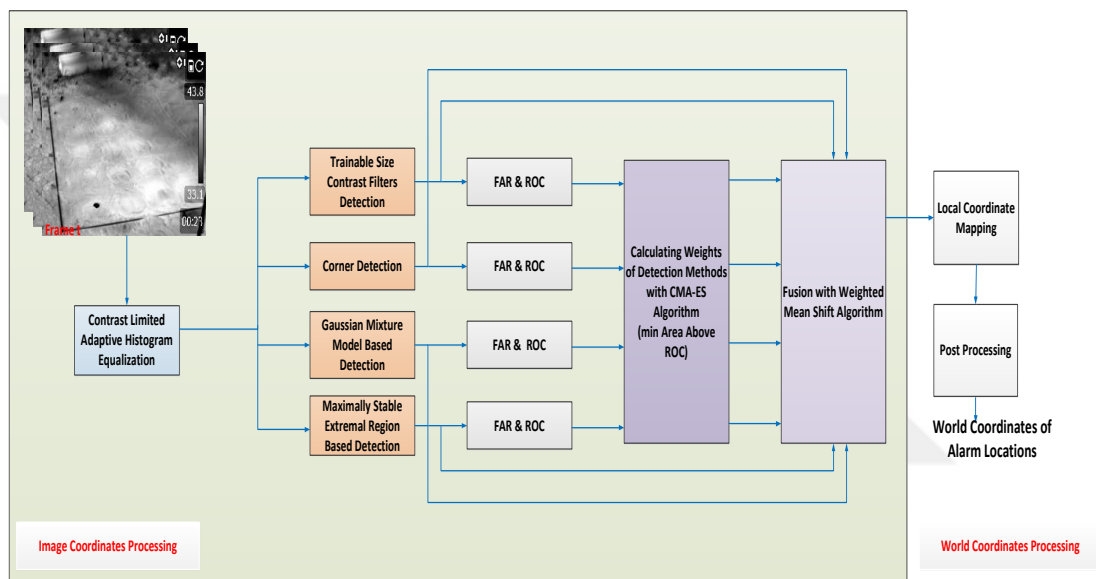 43.8
33.1
00:23
Frame t
Contrast Limited
Adaptive Histogram
Equalization
Trainable Size
Contrast Filters
Detection
Corner Detection
Gaussian Mixture
Model Based
Detection
Maximally Stable
Extremal Region
Based Detection
FAR & ROC
FAR & ROC
FAR & ROC
FAR & ROC
Calculating Weights
of Detection Methods
with CMA-ES
Algorithm
(min Area Above
ROC)
Fusion with Weighted
Mean Shift Algorithm
Local Coordinate
Mapping
Post Processing
World Coordinates of
Alarm Locations
Image Coordinates Processing
World Coordinates Processing